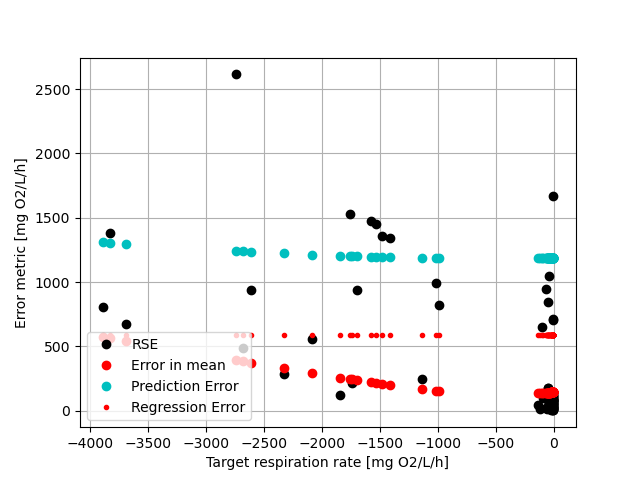 2500
2000
1500
1000
500
0
Error metric [mg O2/L/h]
RSE
Error in mean
Prediction Error
Regression Error
−4000 −3500 −3000 −2500 −2000 −1500 −1000 −500 0
Target respiration rate [mg O2/L/h]